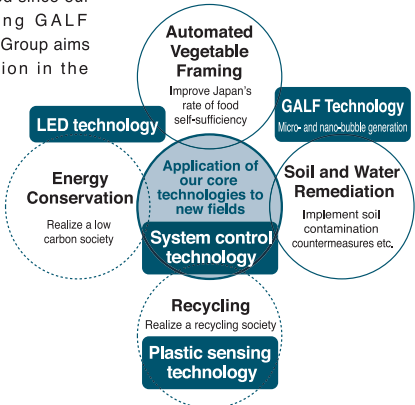 ing GALF
Group aims
ion in the
Automated
Vegetable
Framing
Improve Japan's
rate of food
self-sufficiency
LED technology
GALF Technology
Micro- and nano-bubble generation
Energy
Conservation
Realize a low
carbon society
Application of
our core
technologies to
new fields
Soil and Water
Remediation
Implement soil
contamination
countermeasures etc.
System control
technology
Recycling
Realize a recycling society
Plastic sensing
technology